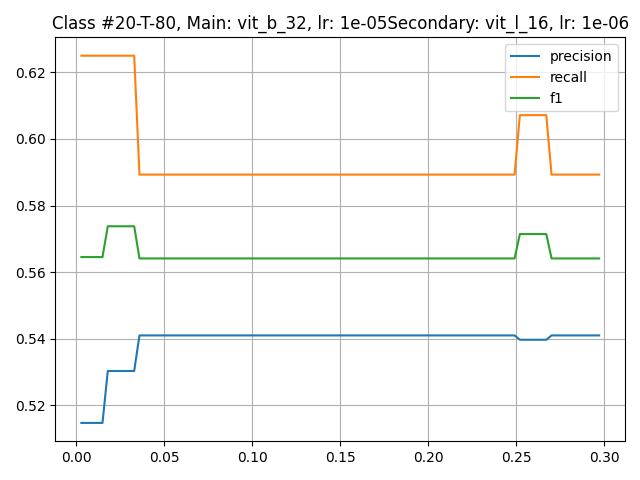 Class #20-T-80, Main: vit_b_32, lr: 1e-05Secondary: vit_l_16, lr: 1e-06
precision
recall
f1
0.62
0.60
0.58
0.56
0.54
0.52
0.00 0.05 0.10 0.15 0.20 0.25 0.30